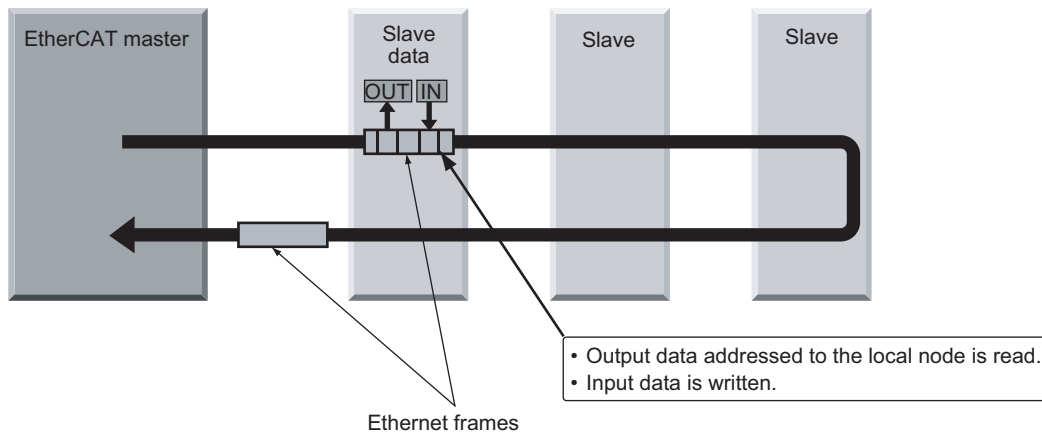 EtherCAT master
Slave
data
Slave
Slave
OUT
IN
• Output data addressed to the local node is read.
• Input data is written.
Ethernet frames